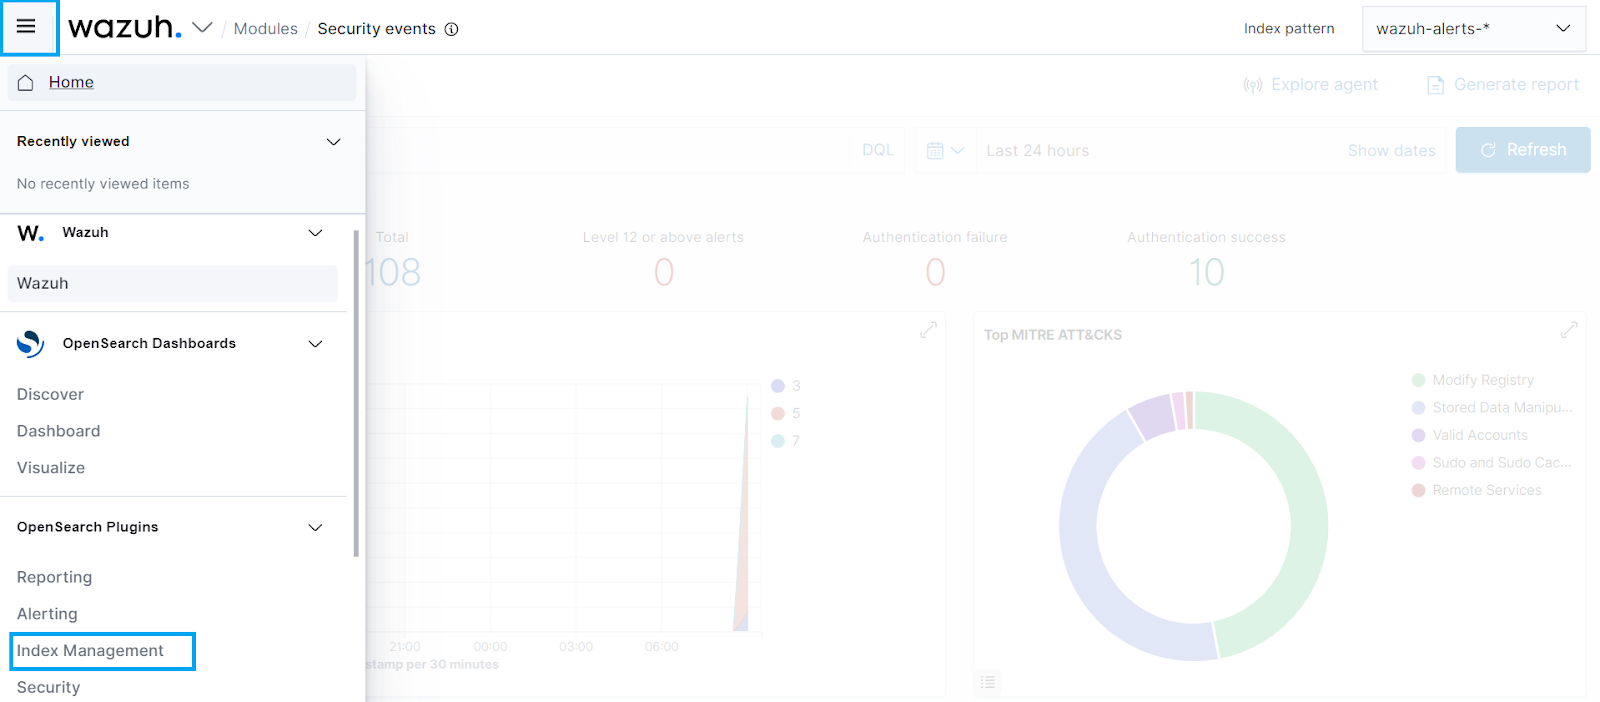 wazuh. / Modules / Security events
Index pattern
wazuh-alerts-*
Home
Explore agent
Generate report
Recently viewed
No recently viewed items
DQL
Last 24 hours
Show dates
Refresh
W. Wazuh
Wazuh
Total
108
Level 12 or above alerts
0
Authentication failure
0
Authentication success
10
OpenSearch Dashboards
Discover
Dashboard
Visualize
3
5
7
21:00 00:00 03:00 06:00
stamp per 30 minutes
Top MITRE ATT&CKS
Modify Registry
Stored Data Manipu...
Valid Accounts
Sudo and Sudo Cac...
Remote Services
OpenSearch Plugins
Reporting
Alerting
Index Management
Security